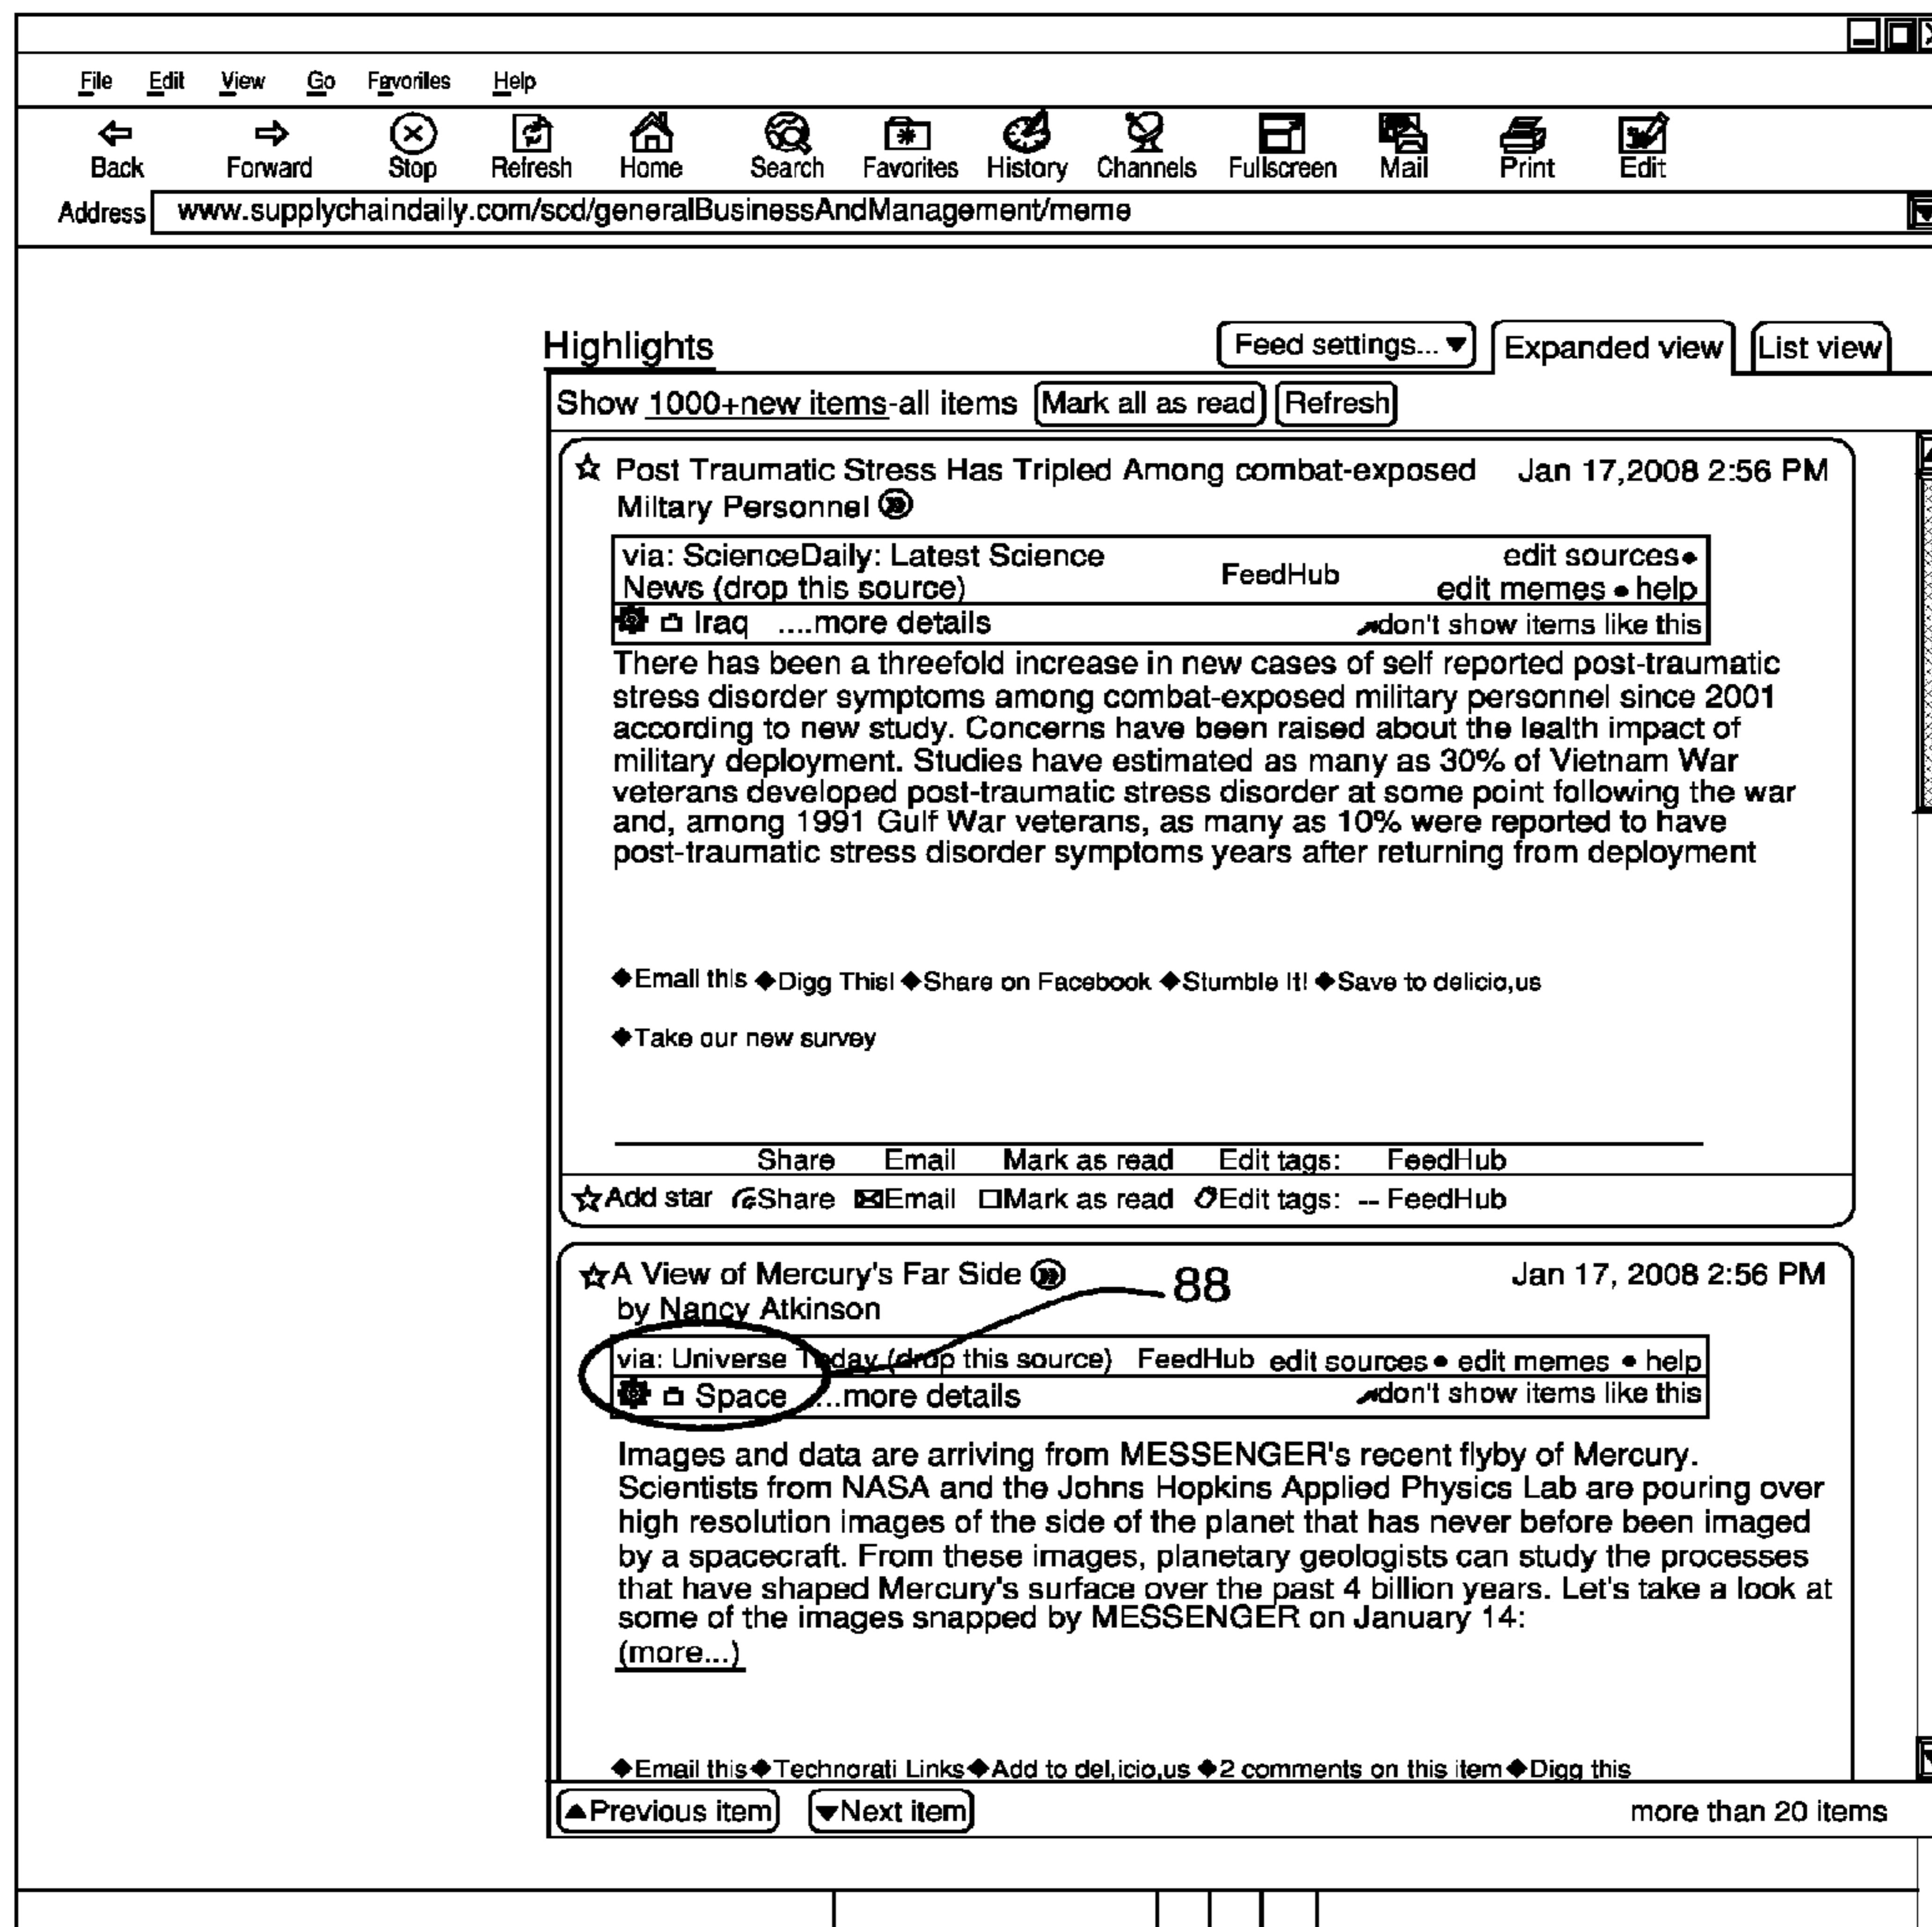 File Edit View Go Favoriles Help
Back Forward Stop Refresh Home Search Favorites History Channels Fullscreen Mail Print Edit
Address www.supplychaindaily.com/scd/generalBusinessAndManagement/meme
Highlights Feed settings... Expanded view List view
Show 1000+new items-all items Mark all as read Refresh
Post Traumatic Stress Has Tripled Among combat-exposed Jan 17,2008 2:56 PM
Miltary Personnel
via: ScienceDaily: Latest Science edit sources•
News (drop this source) FeedHub edit memes • help
Iraq ....more details don't show items like this
There has been a threefold increase in new cases of self reported post-traumatic
stress disorder symptoms among combat-exposed military personnel since 2001
according to new study. Concerns have been raised about the lealth impact of
military deployment. Studies have estimated as many as 30% of Vietnam War
veterans developed post-traumatic stress disorder at some point following the war
and, among 1991 Gulf War veterans, as many as 10% were reported to have
post-traumatic stress disorder symptoms years after returning from deployment
◆Emall this ◆Digg Thisl ◆Share on Facebook ◆Stumble It! ◆Save to delicio,us
◆Take our new survey
Share Email Mark as read Edit tags: FeedHub
Add star Share Email Mark as read Edit tags: -- FeedHub
A View of Mercury's Far Side 88 Jan 17, 2008 2:56 PM
by Nancy Atkinson
via: Universe Today (drop this source) FeedHub edit sources • edit memes • help
Space ....more details don't show items like this
Images and data are arriving from MESSENGER's recent flyby of Mercury.
Scientists from NASA and the Johns Hopkins Applied Physics Lab are pouring over
high resolution images of the side of the planet that has never before been imaged
by a spacecraft. From these images, planetary geologists can study the processes
that have shaped Mercury's surface over the past 4 billion years. Let's take a look at
some of the images snapped by MESSENGER on January 14:
(more...)
◆Email this◆Technorati Links◆Add to del,icio,us ◆2 comments on this item◆Digg this
Previous item Next item more than 20 items